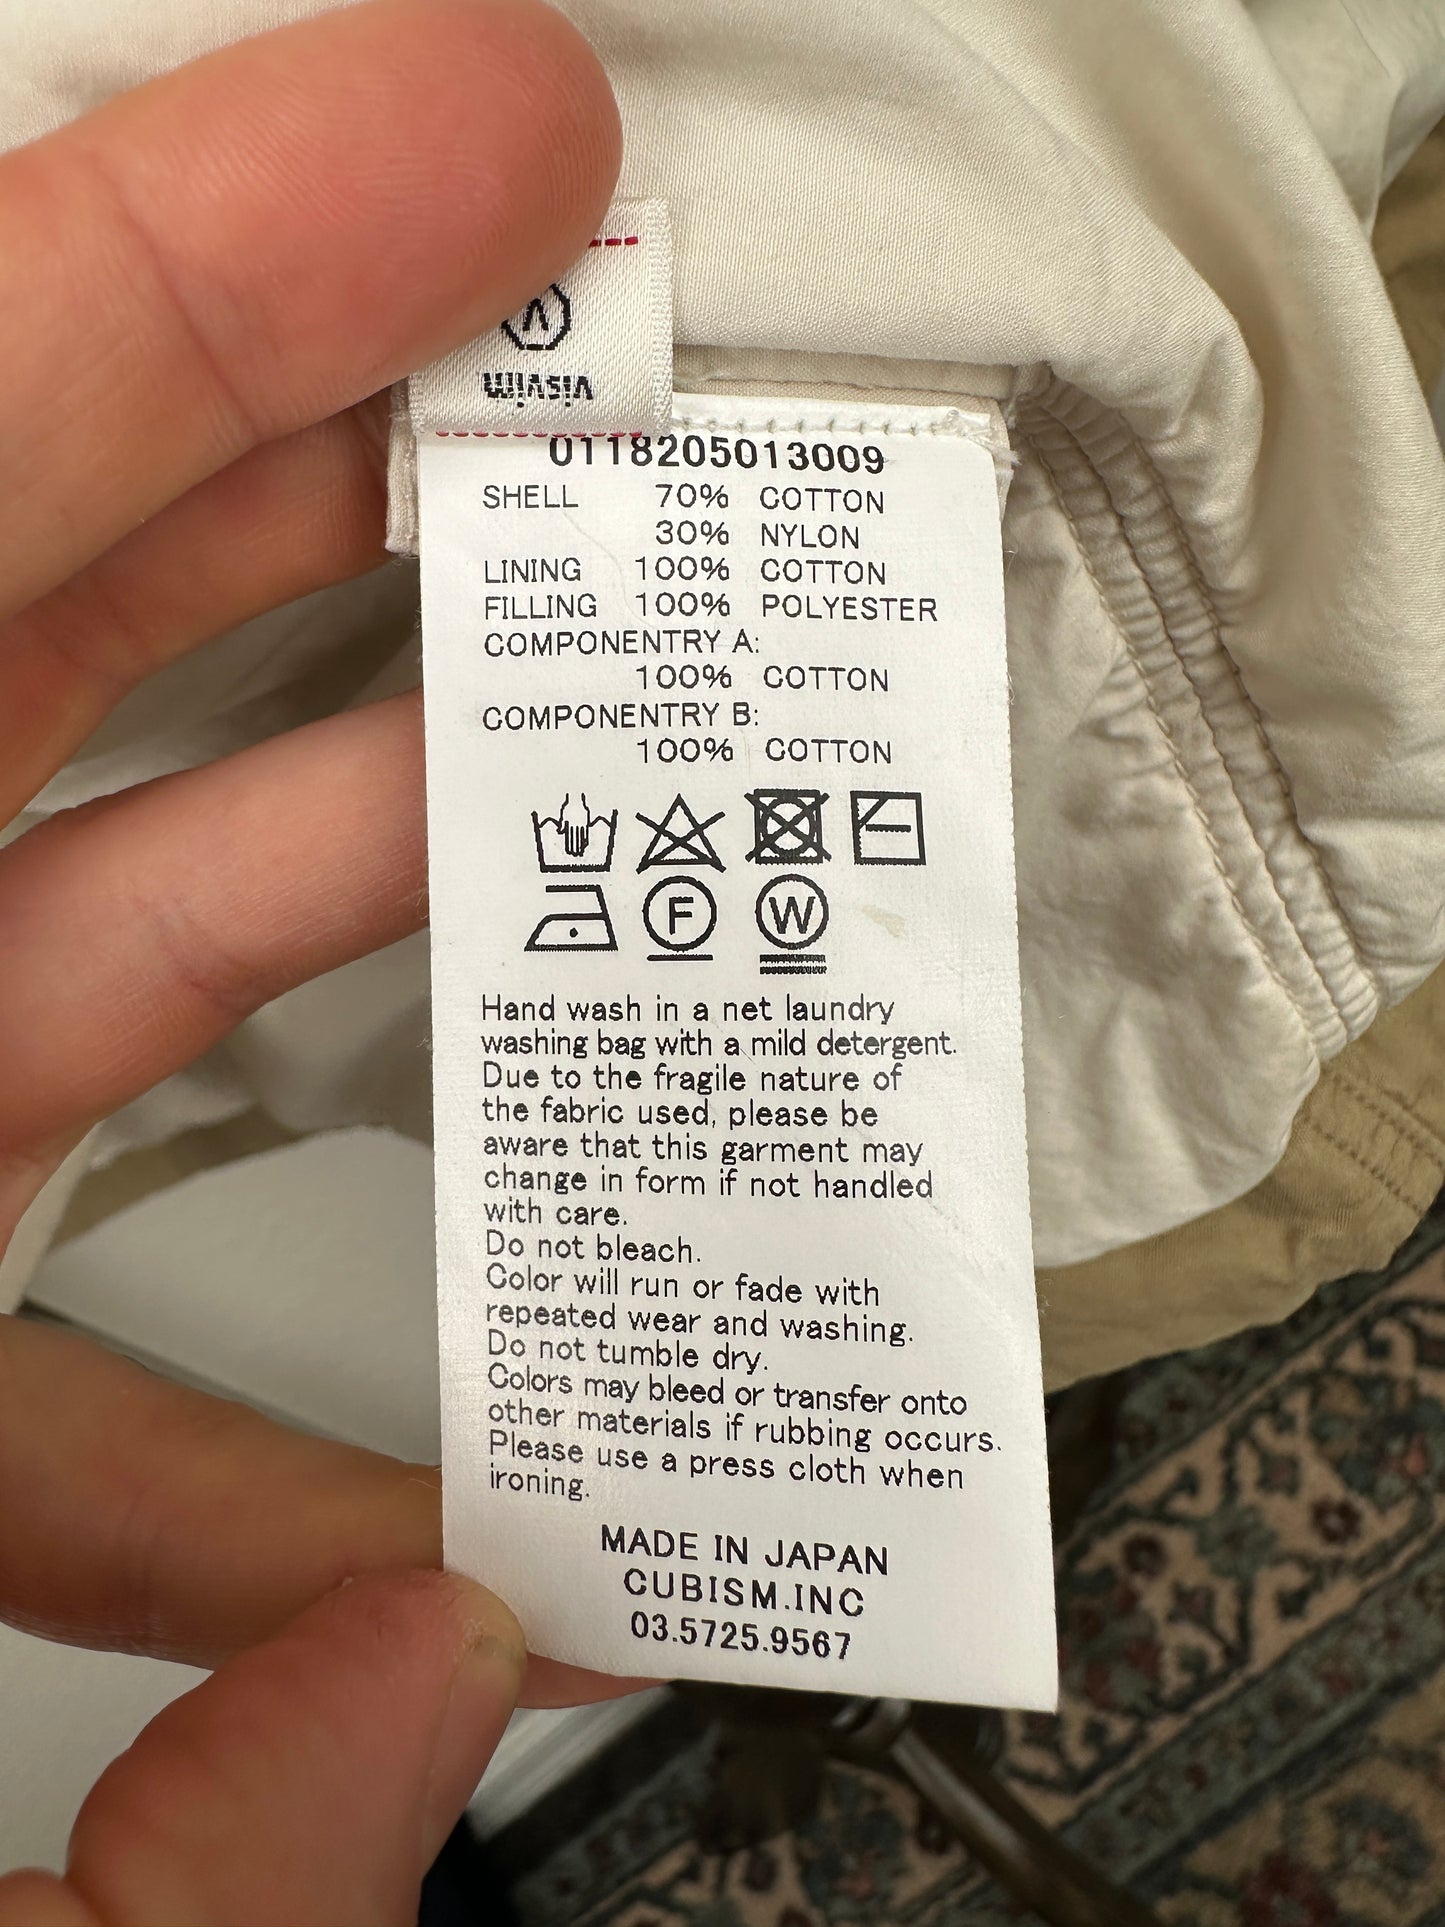 visvim
0118205013009
SHELL 70% COTTON
30% NYLON
LINING 100% COTTON
FILLING 100% POLYESTER
COMPONENTRY A:
100% COTTON
COMPONENTRY B:
100% COTTON
F W
Hand wash in a net laundry
washing bag with a mild detergent.
Due to the fragile nature of
the fabric used, please be
aware that this garment may
change in form if not handled
with care.
Do not bleach.
Color will run or fade with
repeated wear and washing.
Do not tumble dry.
Colors may bleed or transfer onto
other materials if rubbing occurs.
Please use a press cloth when
ironing.
MADE IN JAPAN
CUBISM.INC
03.5725.9567